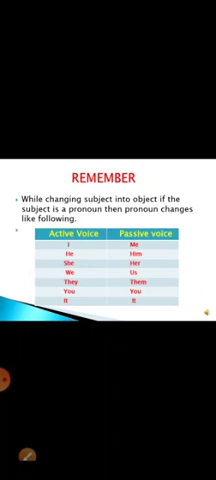 REMEMBER
While changing subject into object if the
subject is a pronoun then pronoun changes
like following.
Active Voice Passive voice
I Me
He Him
She Her
We Us
They Them
You You
It It